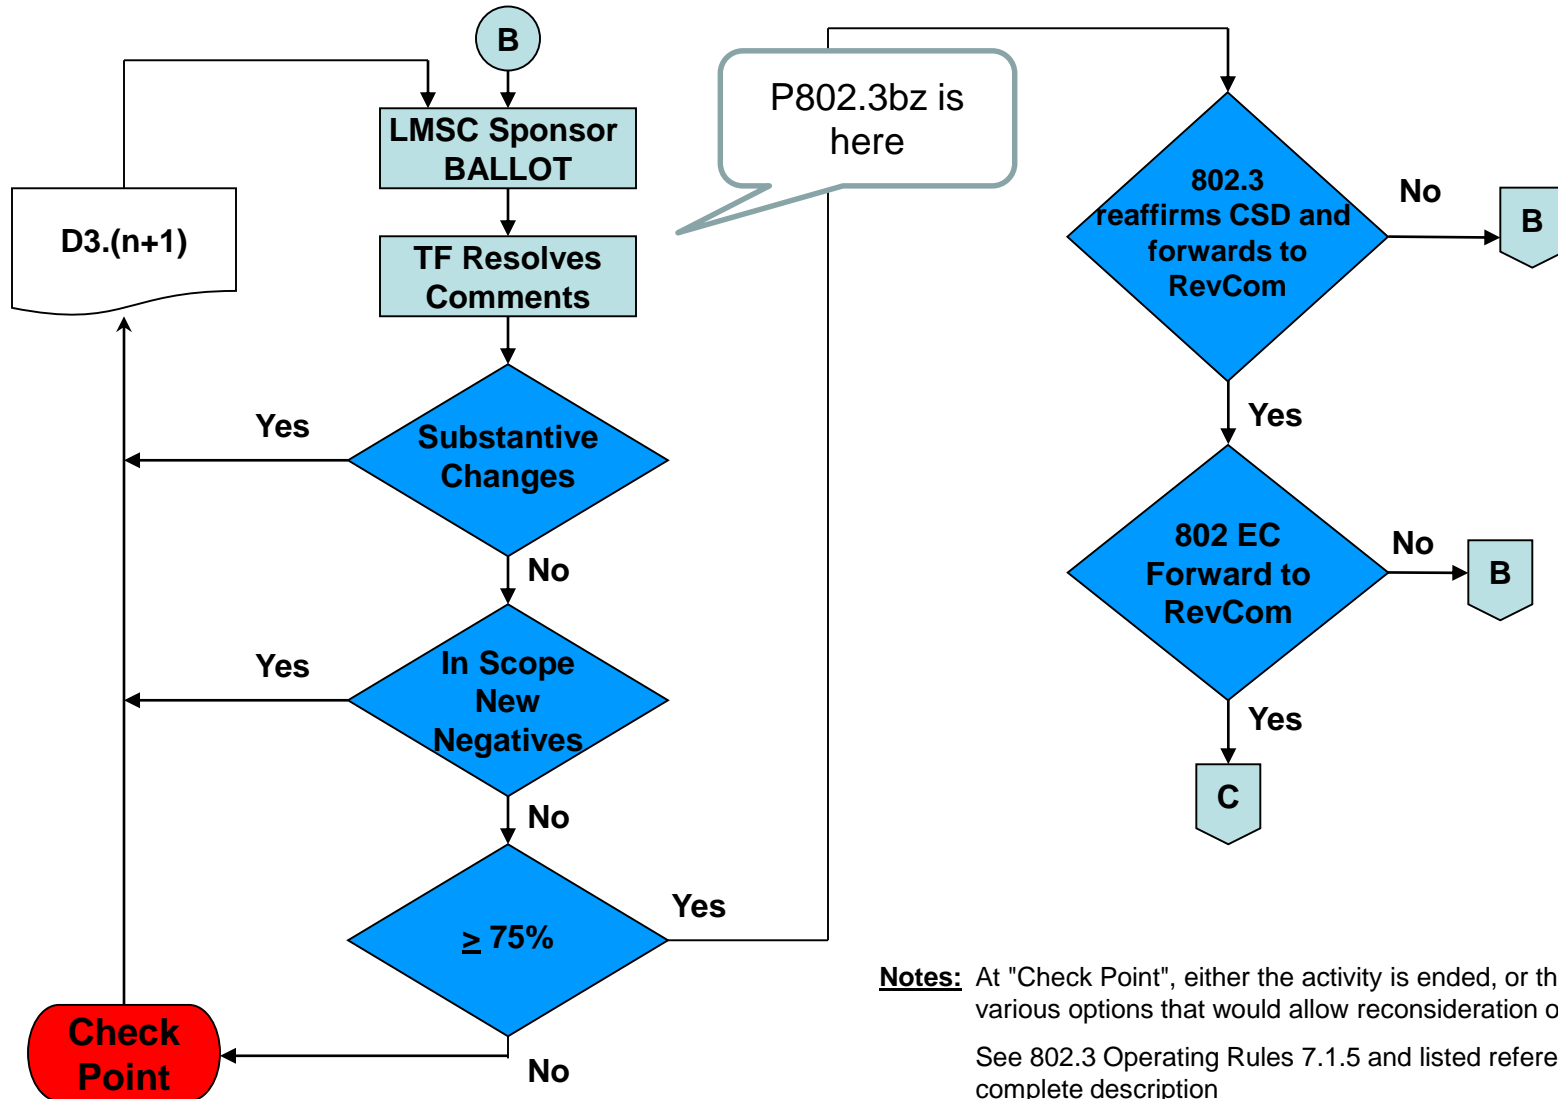 B
LMSC Sponsor
BALLOT
P802.3bz is
here
D3.(n+1)
TF Resolves
Comments
Substantive
Changes
Yes
No
In Scope
New
Negatives
Yes
No
≥ 75%
Yes
No
Check
Point
802.3
reaffirms CSD and
forwards to
RevCom
No
B
Yes
802 EC
Forward to
RevCom
No
B
Yes
C
Notes: At "Check Point", either the activity is ended, or
various options that would allow reconsideration
See 802.3 Operating Rules 7.1.5 and listed
complete description